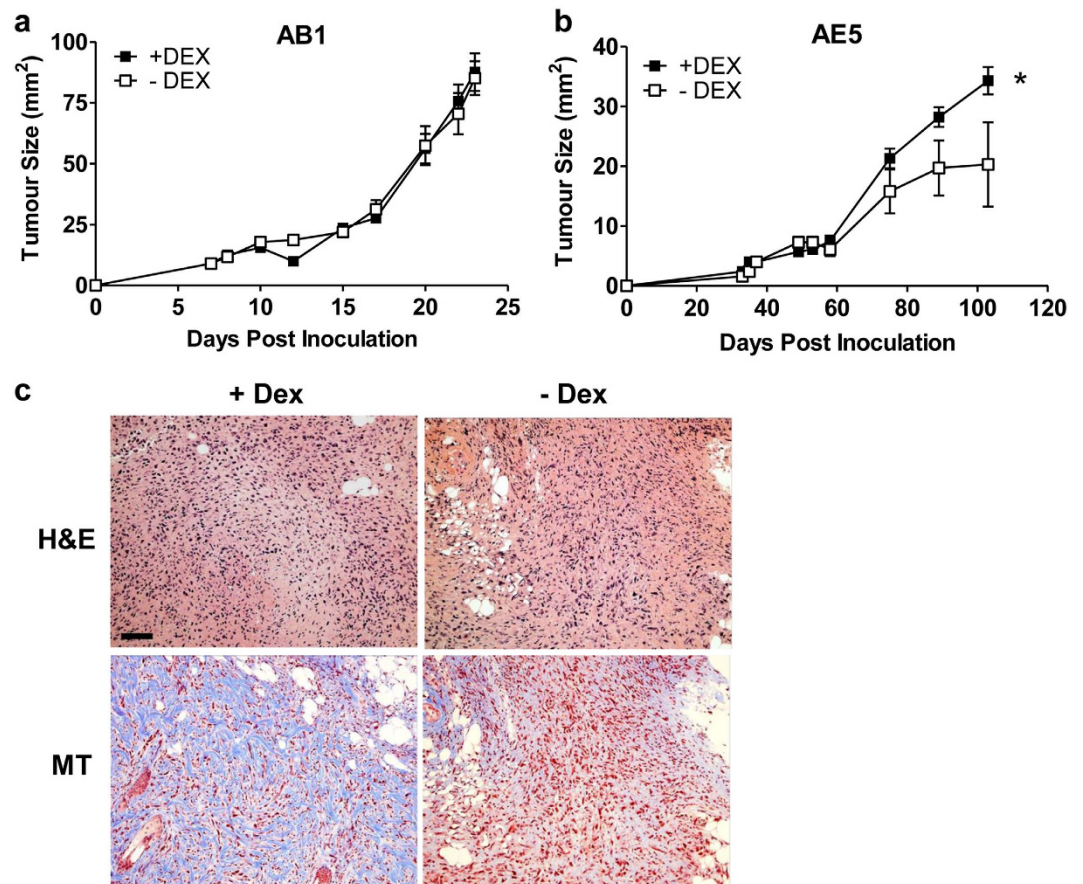 a
AB1
+DEX
- DEX
Tumour Size (mm²)
100
75
50
25
0
0 5 10 15 20 25
Days Post Inoculation
b
AE5
+DEX
- DEX
*
Tumour Size (mm²)
40
30
20
10
0
0 20 40 60 80 100 120
Days Post Inoculation
c
+ Dex - Dex
H&E
MT